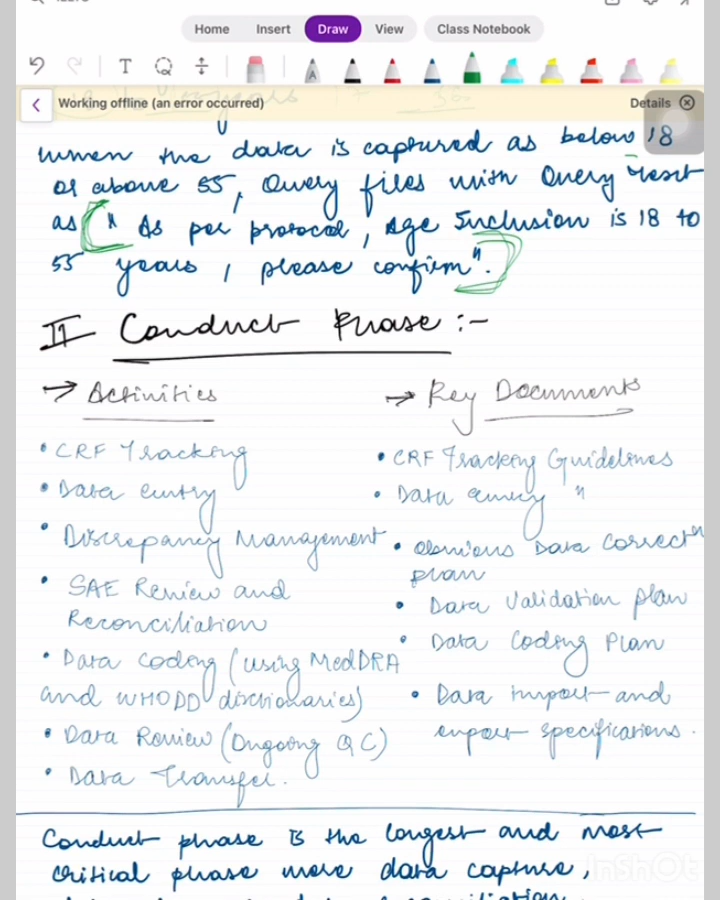 Home Insert Draw View Class Notebook
Working offline (an error occurred) Details
When the data is captured as below 18
or above 55, Query files with Query text
as (" As per protocol, Age Inclusion is 18 to
55 years, please confirm".)
II Conduct Phase :-
→ Activities
• CRF Tracking
• Data entry
• Discrepancy Management
• SAE Review and
Reconciliation
• Data Coding (using MedDRA
and WHODD dictionaries)
• Data Review (Ongoing QC)
• Data Transfer.
→ Key Documents
• CRF Tracking Guidelines
• Data entry "
• Obvious Data Correctn
plan
• Data Validation plan
• Data Coding Plan
• Data import and
export specifications.
Conduct phase is the longest and most
critical phase more data capture,
InShOt